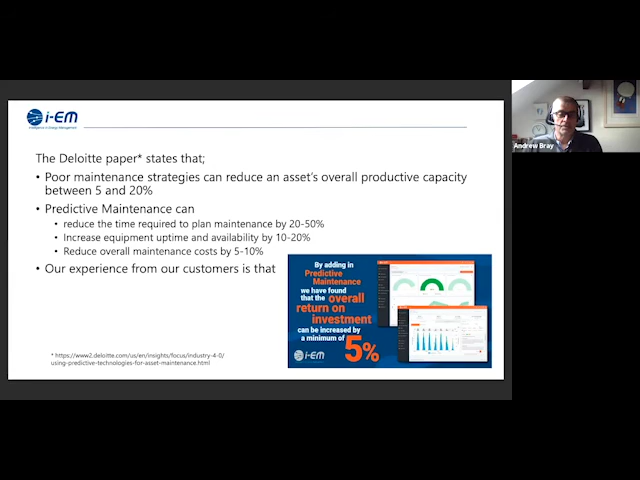 i-EM
Intelligence in Energy Management
The Deloitte paper* states that;
• Poor maintenance strategies can reduce an asset's overall productive capacity
between 5 and 20%
• Predictive Maintenance can
• reduce the time required to plan maintenance by 20-50%
• Increase equipment uptime and availability by 10-20%
• Reduce overall maintenance costs by 5-10%
• Our experience from our customers is that
By adding in
Predictive
Maintenance
we have found
that the overall
return on
investment
can be increased
by a minimum of
5%
i-EM
* https://www2.deloitte.com/us/en/insights/focus/industry-4-0/
using-predictive-technologies-for-asset-maintenance.html
Andrew Bray